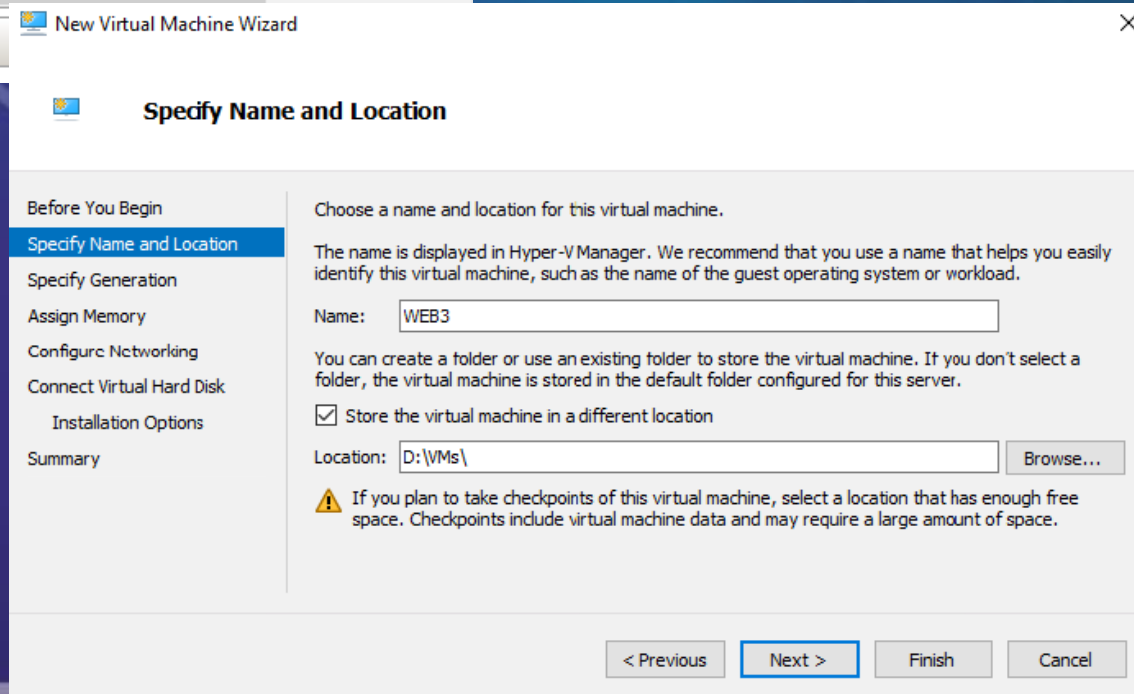 New Virtual Machine Wizard
Specify Name and Location
Before You Begin
Specify Name and Location
Specify Generation
Assign Memory
Configure Networking
Connect Virtual Hard Disk
Installation Options
Summary
Choose a name and location for this virtual machine.
The name is displayed in Hyper-V Manager. We recommend that you use a name that helps you easily
identify this virtual machine, such as the name of the guest operating system or workload.
Name: WEB3
You can create a folder or use an existing folder to store the virtual machine. If you don't select a
folder, the virtual machine is stored in the default folder configured for this server.
Store the virtual machine in a different location
Location: D:\VMs\ Browse...
If you plan to take checkpoints of this virtual machine, select a location that has enough free
space. Checkpoints include virtual machine data and may require a large amount of space.
< Previous Next > Finish Cancel